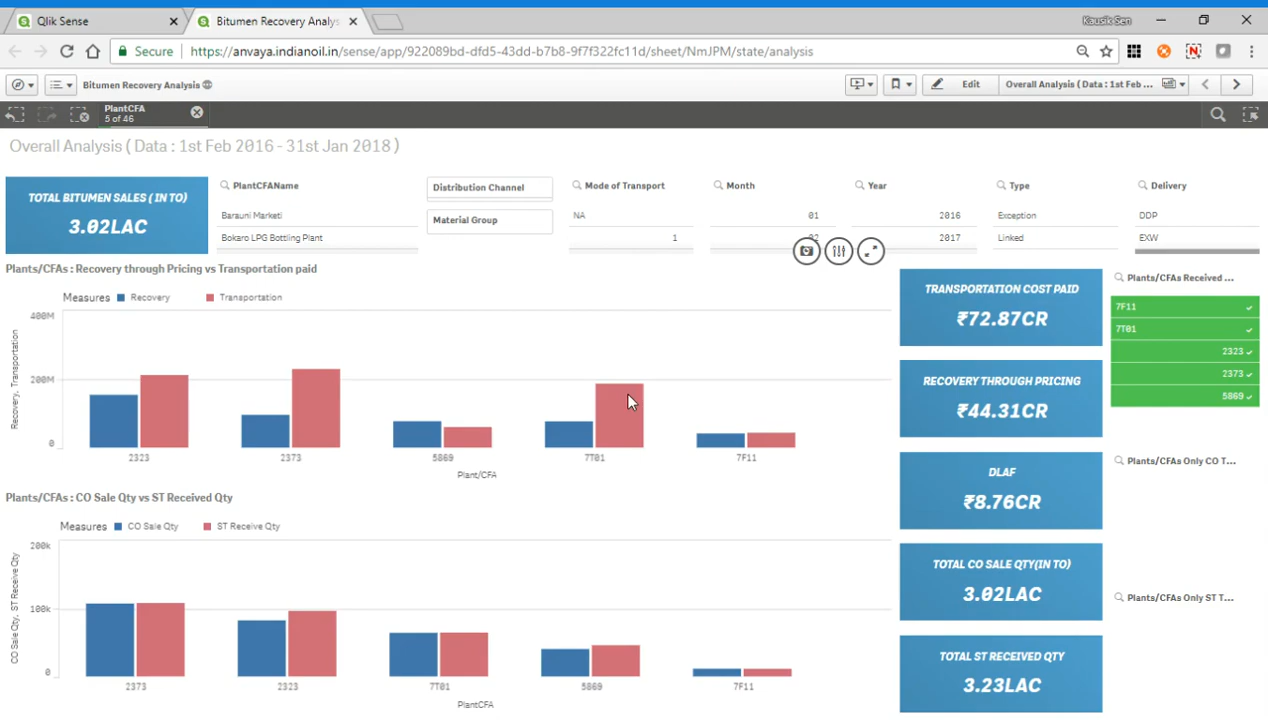 Qlik Sense
Bitumen Recovery Analys
Kausik Sen
Secure
https://anvaya.indianoil.in/sense/app/922089bd-dfd5-43dd-b7b8-9f7f322fc11d/sheet/NmJPM/state/analysis
Bitumen Recovery Analysis
Edit
Overall Analysis ( Data : 1st Feb ...
PlantCFA
5 of 46
Overall Analysis ( Data : 1st Feb 2016 - 31st Jan 2018 )
TOTAL BITUMEN SALES ( IN TO)
3.02LAC
PlantCFAName
Barauni Marketi
Bokaro LPG Bottling Plant
Distribution Channel
Material Group
Mode of Transport
NA
1
Month
01
02
Year
2016
2017
Type
Exception
Linked
Delivery
DDP
EXW
Plants/CFAs : Recovery through Pricing vs Transportation paid
Measures Recovery Transportation
Recovery, Transportation
400M
200M
0
2323 2373 5869 7T01 7F11
Plant/CFA
TRANSPORTATION COST PAID
₹72.87CR
RECOVERY THROUGH PRICING
₹44.31CR
DLAF
₹8.76CR
TOTAL CO SALE QTY(IN TO)
3.02LAC
TOTAL ST RECEIVED QTY
3.23LAC
Plants/CFAs Received ...
7F11
7T01
2323
2373
5869
Plants/CFAs Only CO T...
Plants/CFAs Only ST T...
Plants/CFAs : CO Sale Qty vs ST Received Qty
Measures CO Sale Qty ST Receive Qty
CO Sale Qty, ST Receive Qty
200k
100k
0
2373 2323 7T01 5869 7F11
PlantCFA